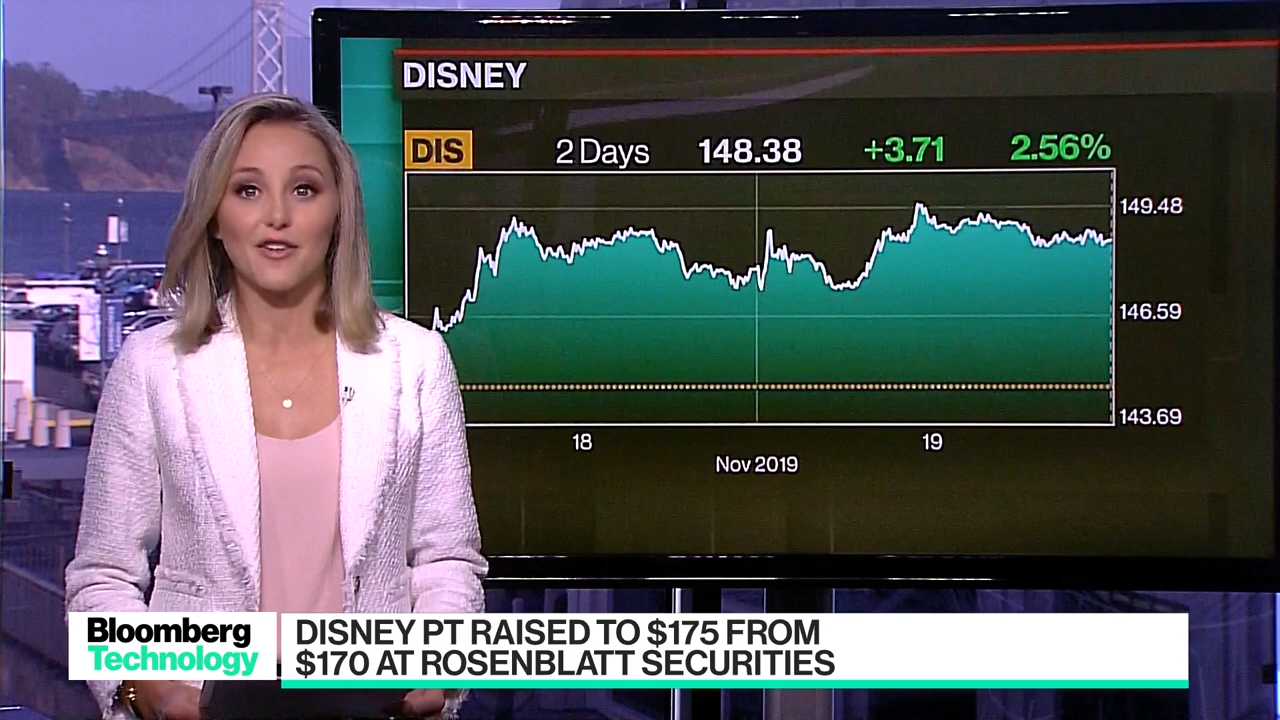 DISNEY
DIS 2 Days 148.38 +3.71 2.56%
149.48
146.59
143.69
18 19
Nov 2019
Bloomberg
Technology
DISNEY PT RAISED TO $175 FROM
$170 AT ROSENBLATT SECURITIES